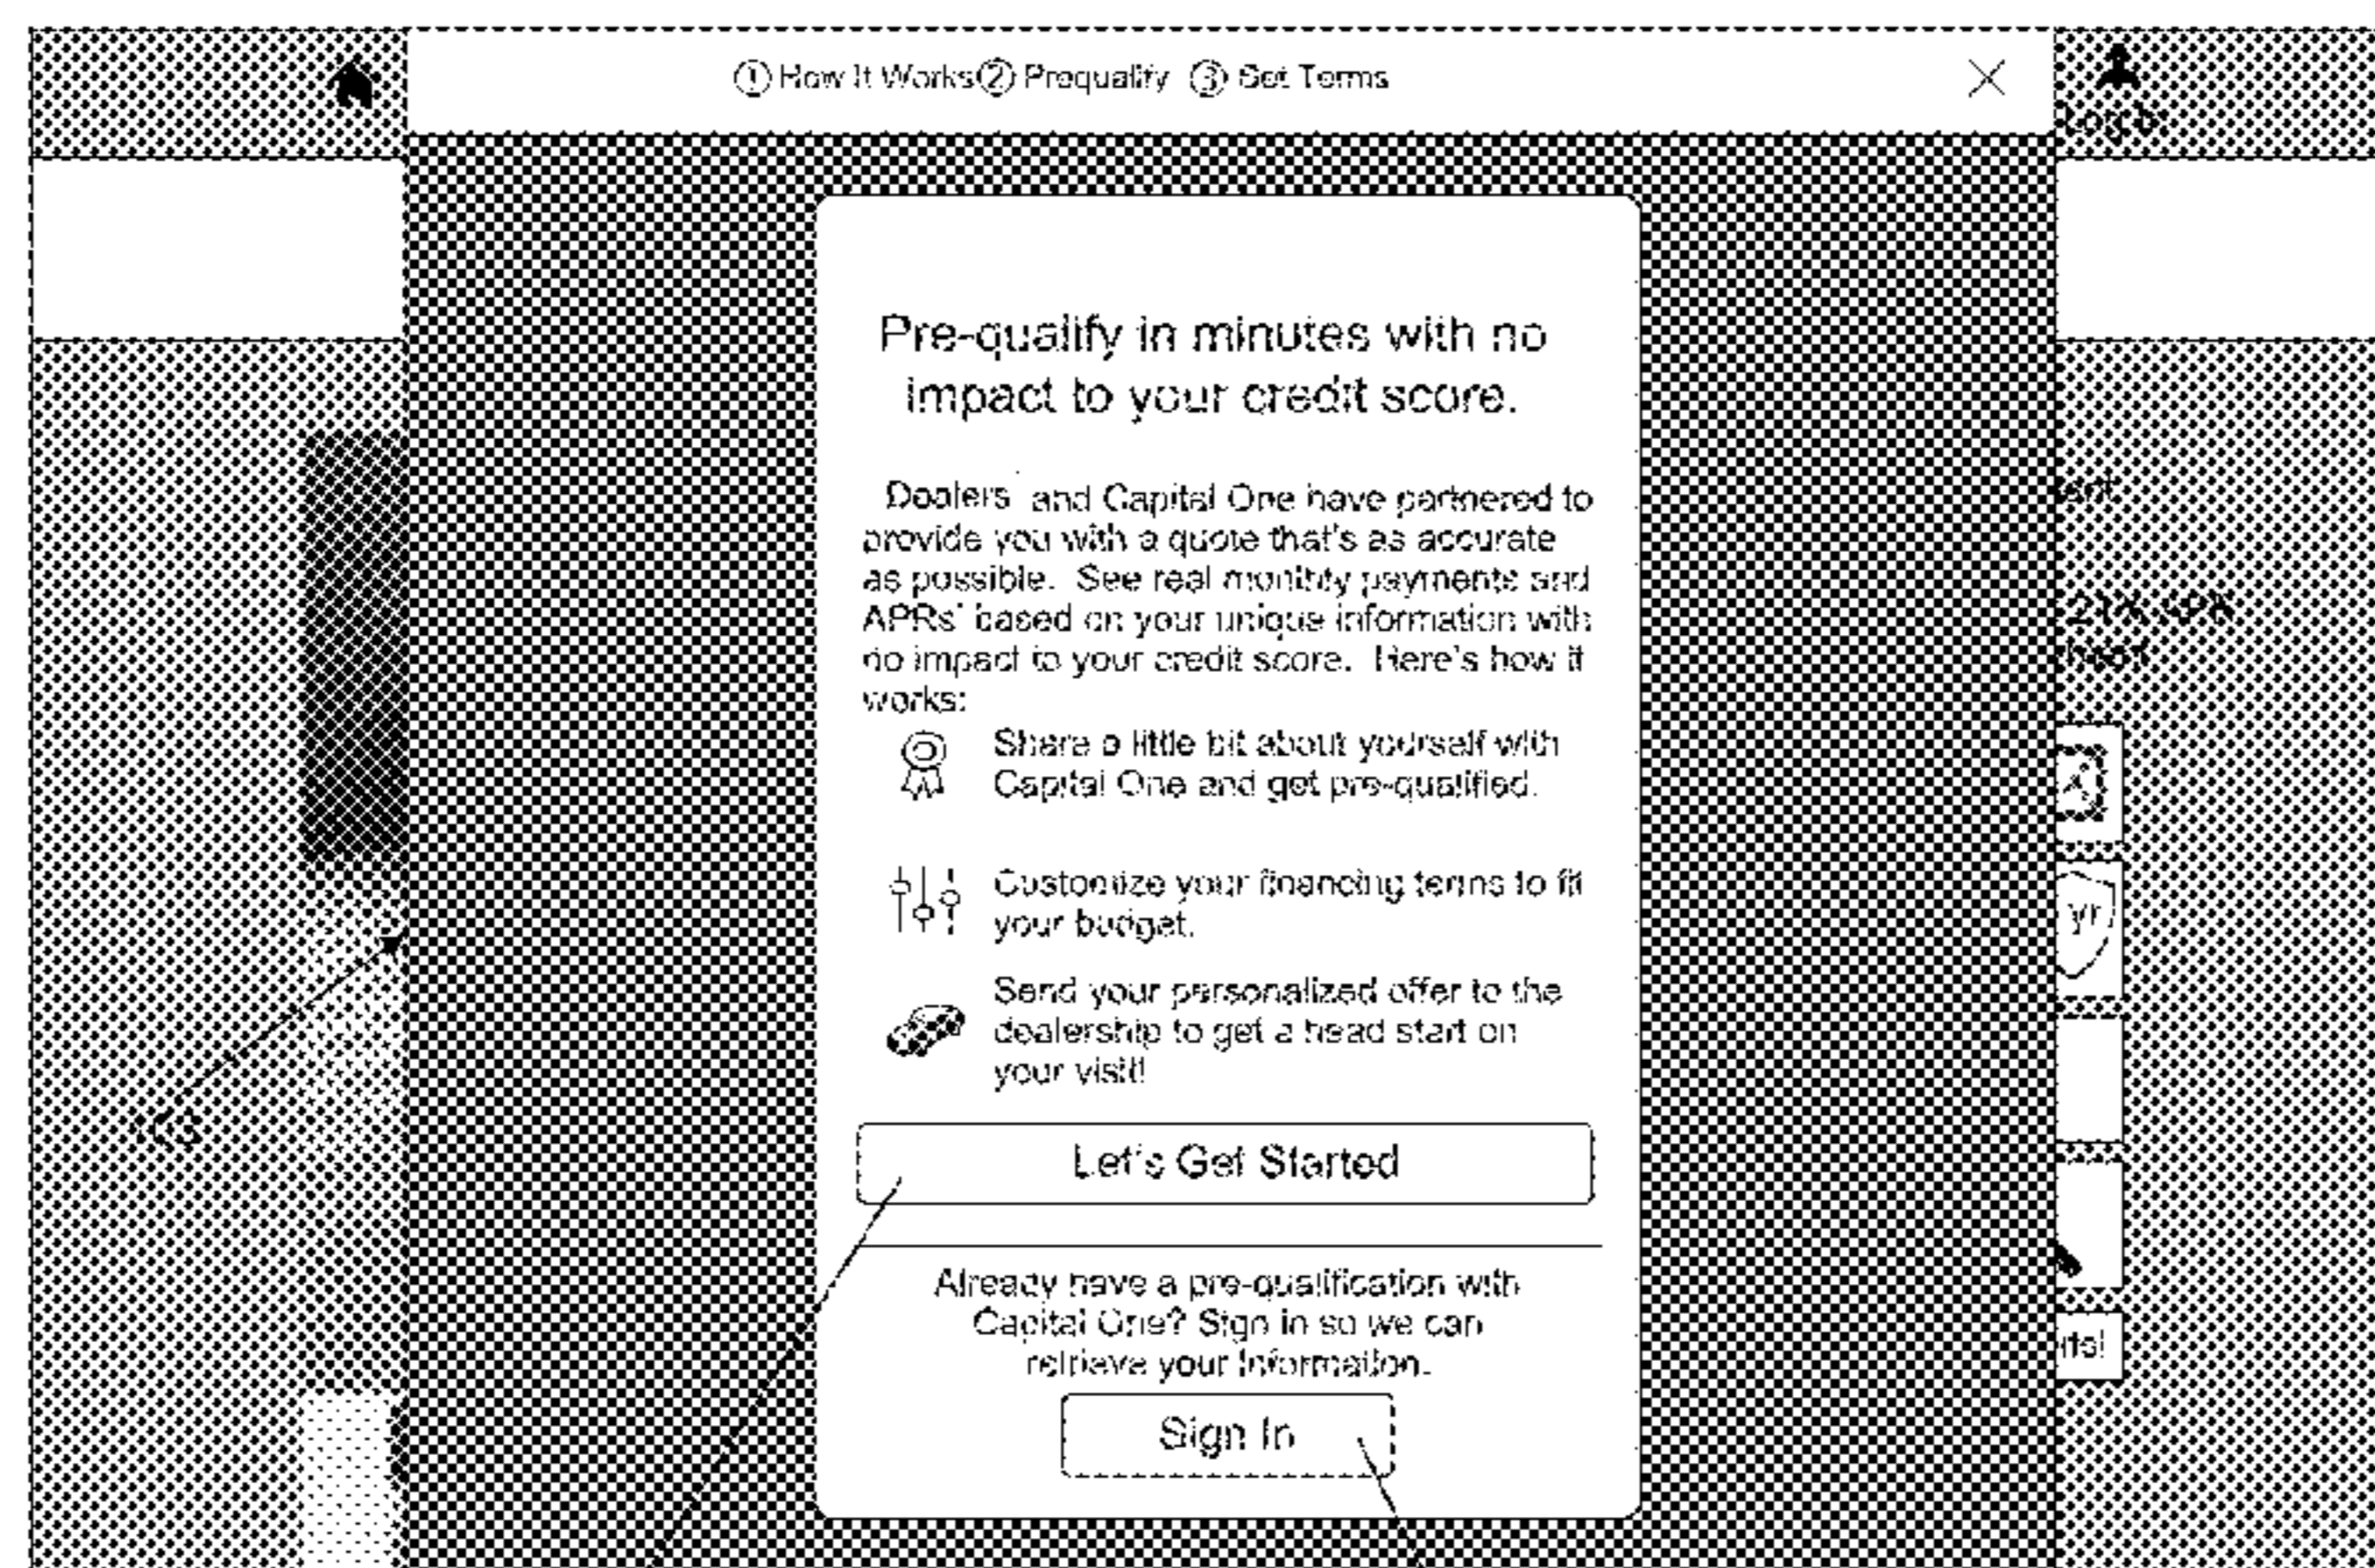 ① How It Works ② Prequalify ③ Set Terms
Pre-qualify in minutes with no
impact to your credit score.
Dealers and Capital One have partnered to
provide you with a quote that's as accurate
as possible. See real monthly payments and
APRs' based on your unique information with
no impact to your credit score. Here's how it
works:
Share a little bit about yourself with
Capital One and get pre-qualified.
Customize your financing terms to fit
your budget.
Send your personalized offer to the
dealership to get a head start on
your visit!
yr
Let's Get Started
Already have a pre-qualification with
Capital One? Sign in so we can
retrieve your information.
Sign In